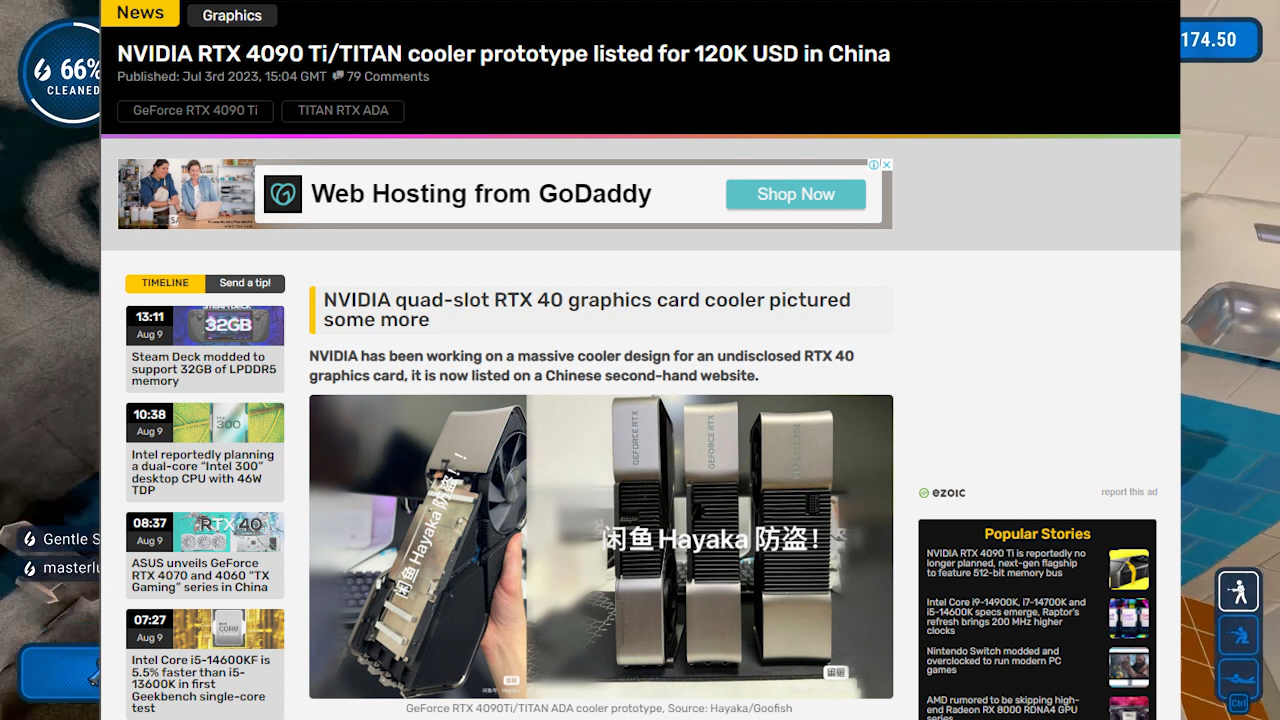 News
Graphics
NVIDIA RTX 4090 Ti/TITAN cooler prototype listed for 120K USD in China
Published: Jul 3rd 2023, 15:04 GMT 79 Comments
GeForce RTX 4090 Ti
TITAN RTX ADA
66%
CLEANED
174.50
Web Hosting from GoDaddy
Shop Now
TIMELINE
Send a tip!
13:11
Aug 9
32GB
Steam Deck modded to
support 32GB of LPDDR5
memory
10:38
Aug 9
300
Intel reportedly planning
a dual-core “Intel 300”
desktop CPU with 46W
TDP
08:37
Aug 9
RTX 40
ASUS unveils GeForce
RTX 4070 and 4060 “TX
Gaming” series in China
07:27
Aug 9
CORE
Intel Core i5-14600KF is
5.5% faster than i5-
13600K in first
Geekbench single-core
test
Gentle S
masterlu
NVIDIA quad-slot RTX 40 graphics card cooler pictured
some more
NVIDIA has been working on a massive cooler design for an undisclosed RTX 40
graphics card, it is now listed on a Chinese second-hand website.
GEFORCE RTX
GEFORCE RTX
闲鱼 Hayaka 防盗！！
闲鱼 Hayaka 防盗！
闲鱼
闲鱼号: Hayaka
闲鱼
GeForce RTX 4090Ti/TITAN ADA cooler prototype, Source: Hayaka/Goofish
ezoic
report this ad
Popular Stories
NVIDIA RTX 4090 Ti is reportedly no
longer planned, next-gen flagship
to feature 512-bit memory bus
Intel Core i9-14900K, i7-14700K and
i5-14600K specs emerge, Raptor’s
refresh brings 200 MHz higher
clocks
Nintendo Switch modded and
overclocked to run modern PC
games
AMD rumored to be skipping high-
end Radeon RX 8000 RDNA4 GPU
series
Ctrl